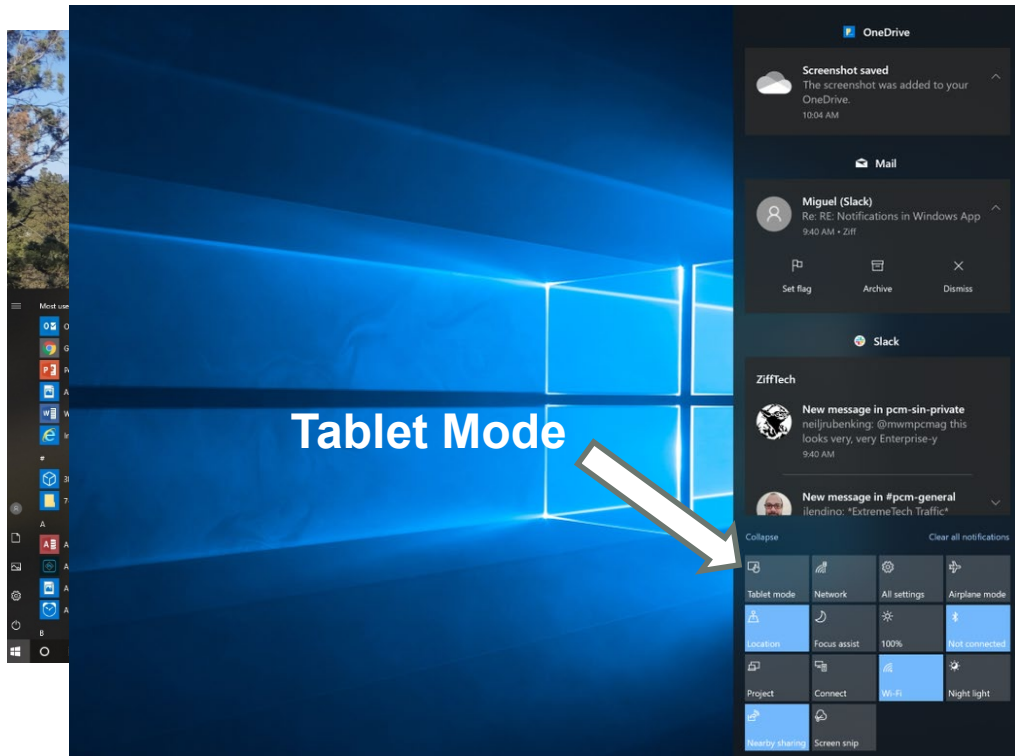 OneDrive
Screenshot saved
The screenshot was added to your
OneDrive.
10:04 AM
Mail
Miguel (Slack)
Re: RE: Notifications in Windows App
9:40 AM • Ziff
Set flag Archive Dismiss
Slack
ZiffTech
New message in pcm-sin-private
neiljrubenking: @mwmpcmag this
looks very, very Enterprise-y
9:40 AM
New message in #pcm-general
jlendino: *ExtremeTech Traffic*
Collapse Clear all notifications
Tablet mode Network All settings Airplane mode
Location Focus assist 100% Not connected
Project Connect Wi-Fi Night light
Nearby sharing Screen snip
Tablet Mode
Most use
#
A
B